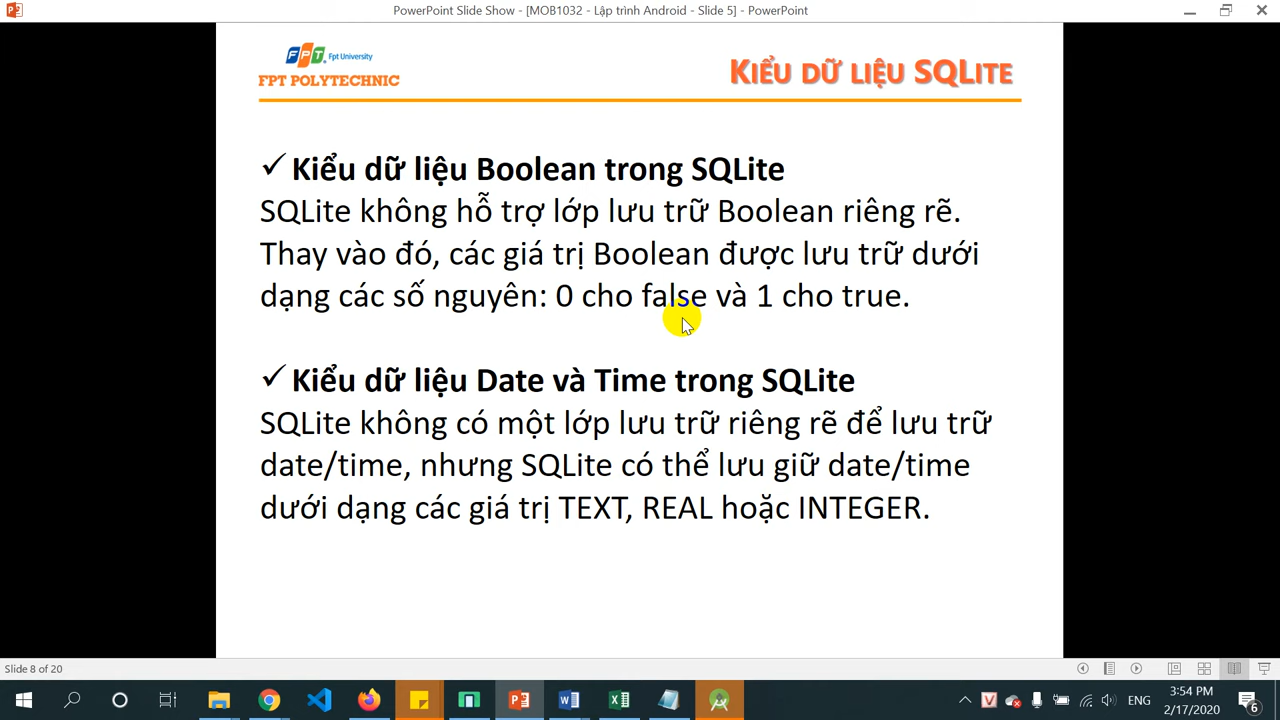 PowerPoint Slide Show - [MOB1032 - Lập trình Android - Slide 5] - PowerPoint
FPT. Fpt University
FPT POLYTECHNIC
KIỂU DỮ LIỆU SQLITE
✓ Kiểu dữ liệu Boolean trong SQLite
SQLite không hỗ trợ lớp lưu trữ Boolean riêng rẽ.
Thay vào đó, các giá trị Boolean được lưu trữ dưới
dạng các số nguyên: 0 cho false và 1 cho true.
✓ Kiểu dữ liệu Date và Time trong SQLite
SQLite không có một lớp lưu trữ riêng rẽ để lưu trữ
date/time, nhưng SQLite có thể lưu giữ date/time
dưới dạng các giá trị TEXT, REAL hoặc INTEGER.
Slide 8 of 20
ENG
3:54 PM
2/17/2020
6